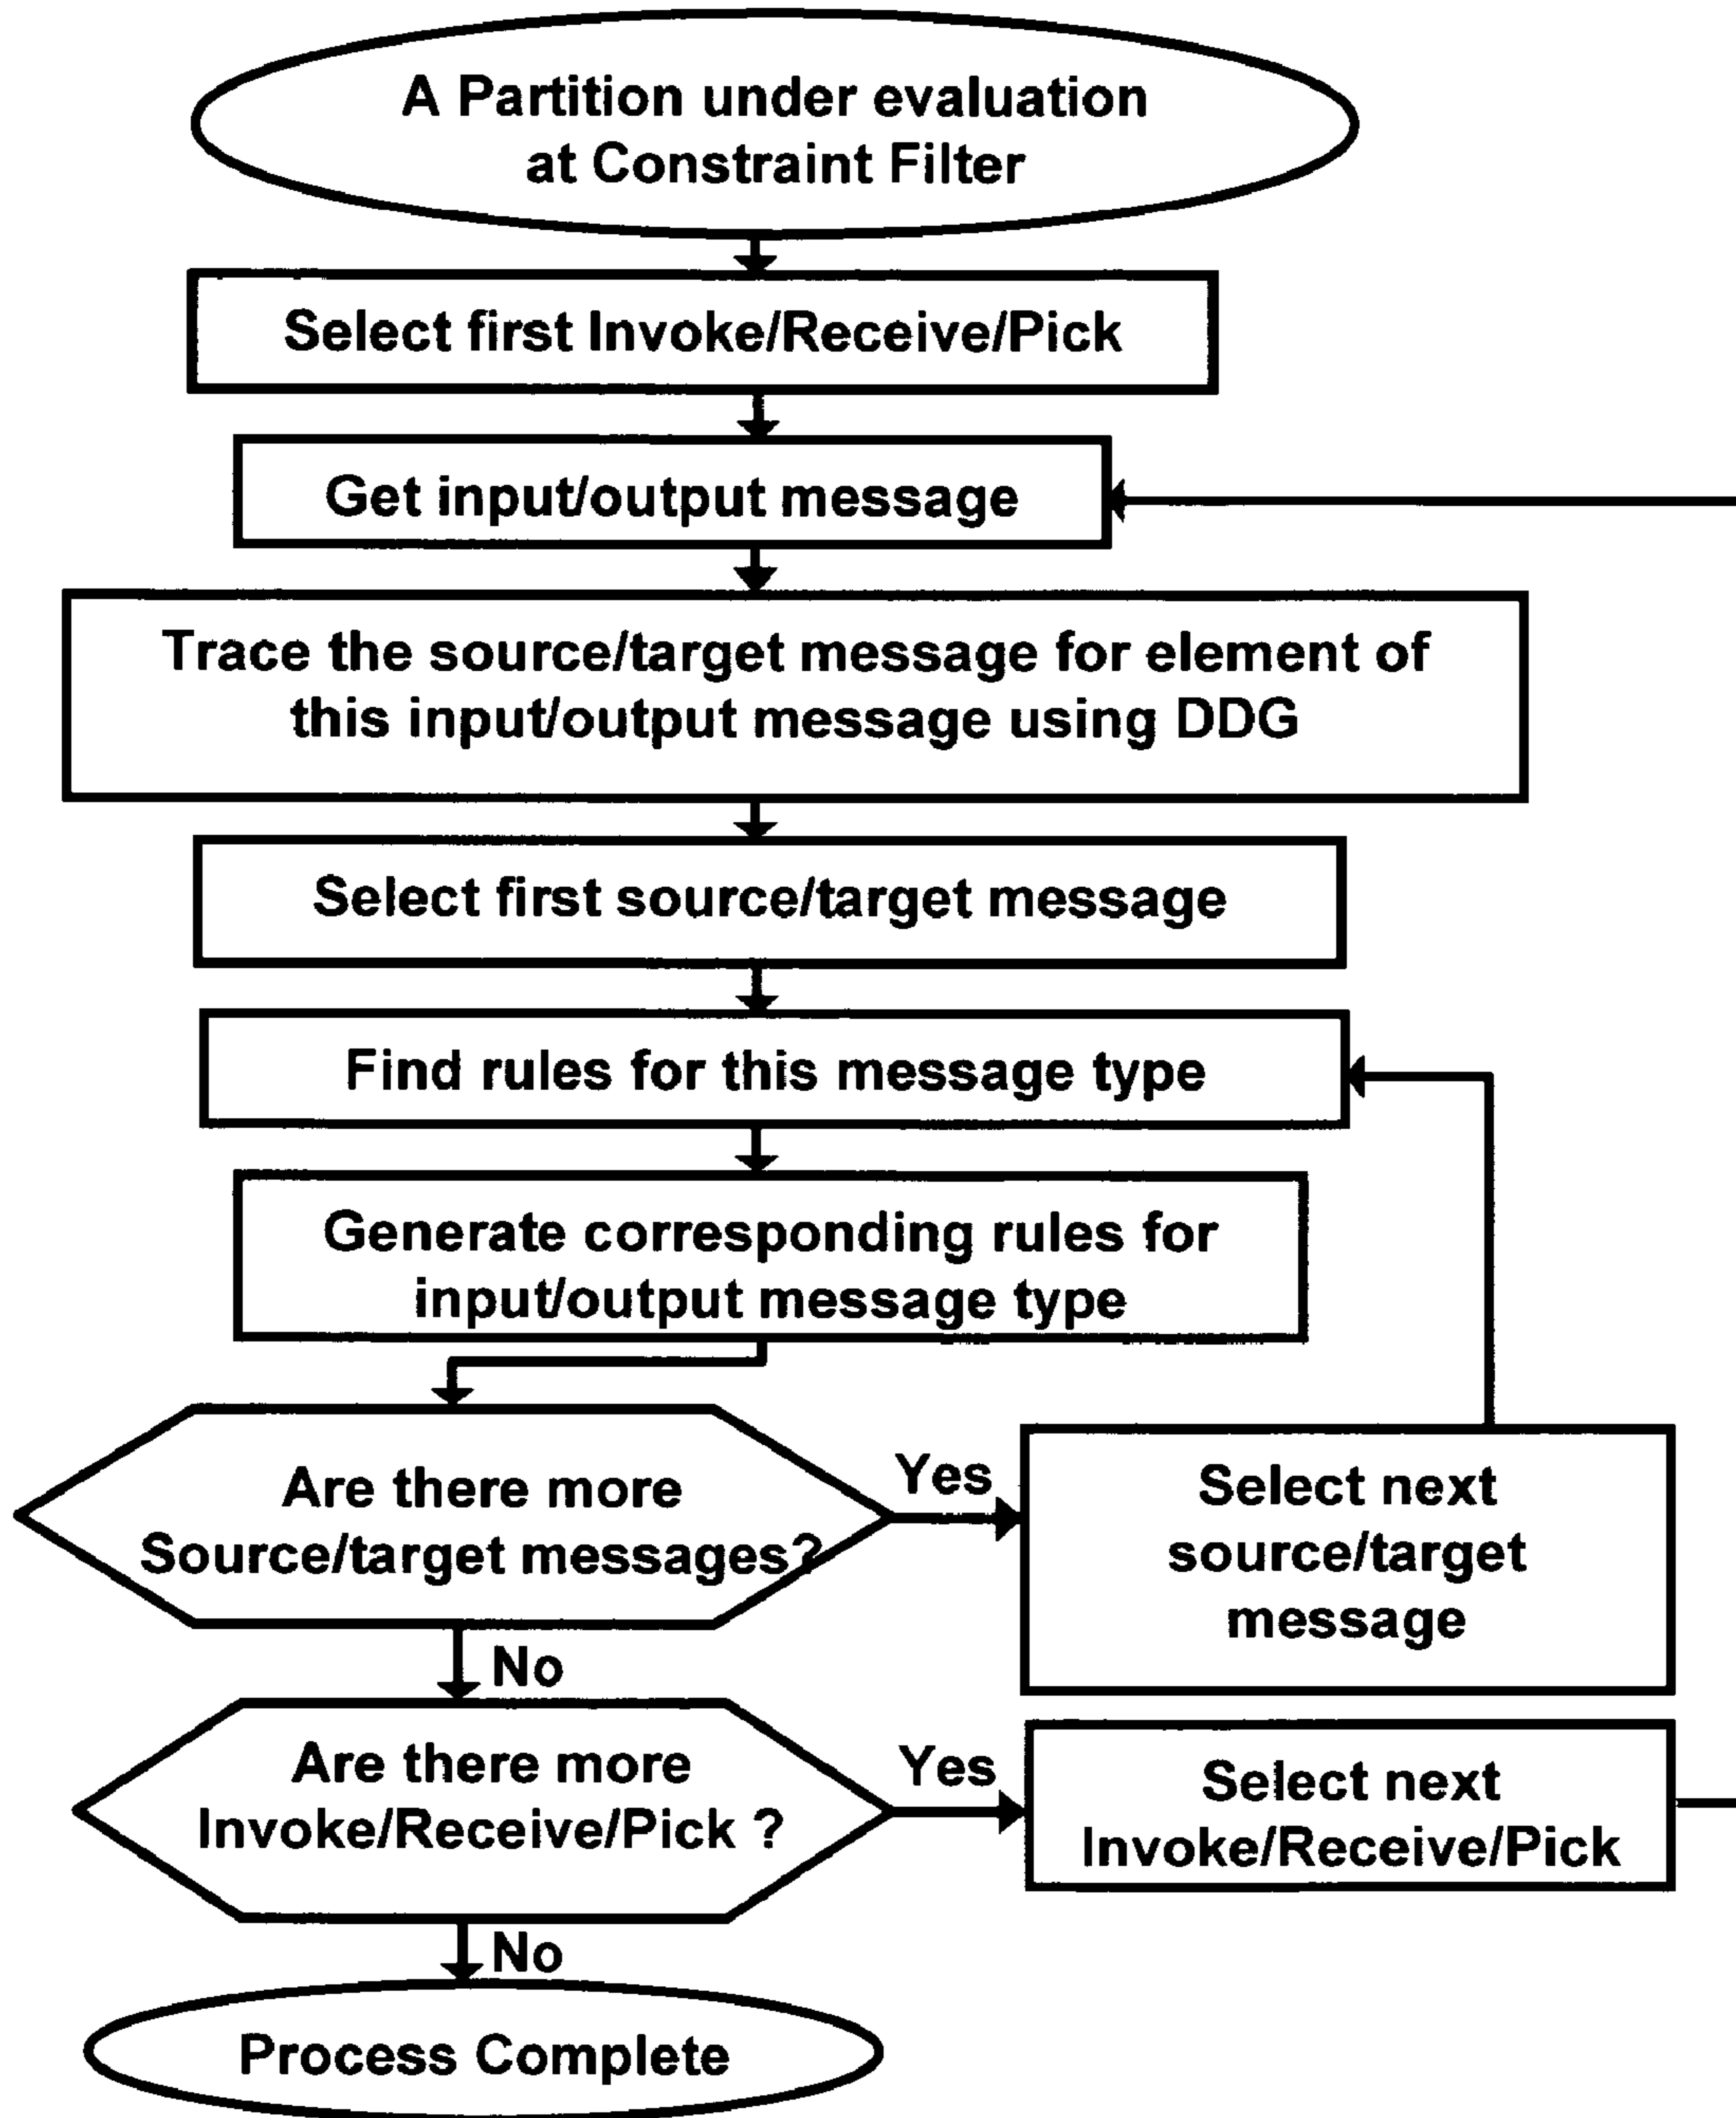 A Partition under evaluation
at Constraint Filter
Select first Invoke/Receive/Pick
Get input/output message
Trace the source/target message for element of
this input/output message using DDG
Select first source/target message
Find rules for this message type
Generate corresponding rules for
input/output message type
Are there more
Source/target messages?
Yes
Select next
source/target
message
No
Are there more
Invoke/Receive/Pick ?
Yes
Select next
Invoke/Receive/Pick
No
Process Complete